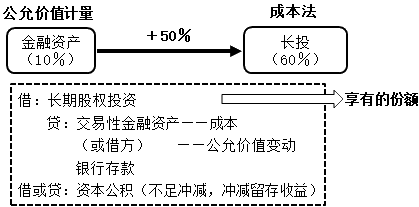 公允价值计量
成本法
金融资产
（10％）
＋50％
长投
（60％）
借：长期股权投资
享有的份额
贷：交易性金融资产——成本
（或借方）　——公允价值变动
银行存款
借或贷：资本公积（不足冲减，冲减留存收益）